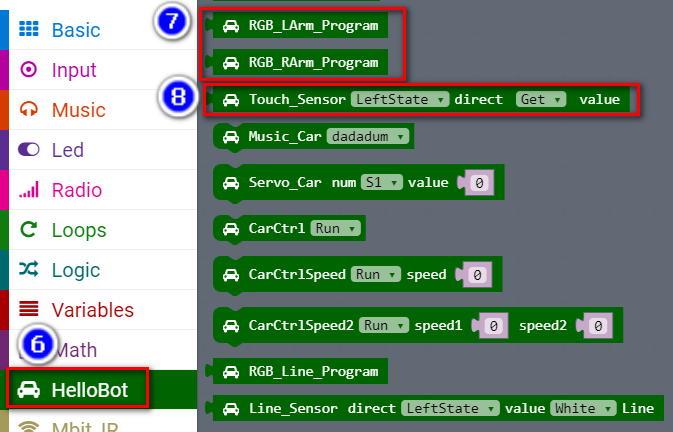 Basic
Input
Music
Led
Radio
Loops
Logic
Variables
Math
HelloBot
Mbit_IR
6
7
RGB_LArm_Program
RGB_RArm_Program
8
Touch_Sensor LeftState direct Get value
Music_Car dadadum
Servo_Car num S1 value 0
CarCtrl Run
CarCtrlSpeed Run speed 0
CarCtrlSpeed2 Run speed1 0 speed2 0
RGB_Line_Program
Line_Sensor direct LeftState value White Line